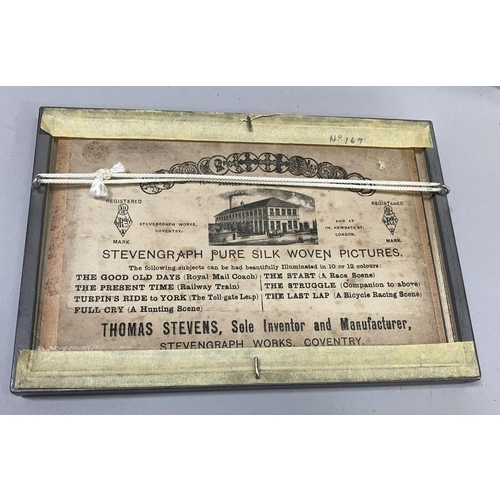 No 169
REGISTERED
MARK.
STEVENGRAPH WORKS,
COVENTRY.
AND AT
NEWGATE ST.
LONDON.
REGISTERED
MARK.
STEVENGRAPH PURE SILK WOVEN PICTURES.
The following subjects can be had beautifully Illuminated in 10 or 12 colours:
THE GOOD OLD DAYS (Royal Mail Coach)
THE PRESENT TIME (Railway Train)
TURPIN'S RIDE to YORK (The Toll-gate Leap)
FULL CRY (A Hunting Scene)
THE START (A Race Scene)
THE STRUGGLE (Companion to above)
THE LAST LAP (A Bicycle Racing Scene)
THOMAS STEVENS, Sole Inventor and Manufacturer,
STEVENGRAPH WORKS, COVENTRY.